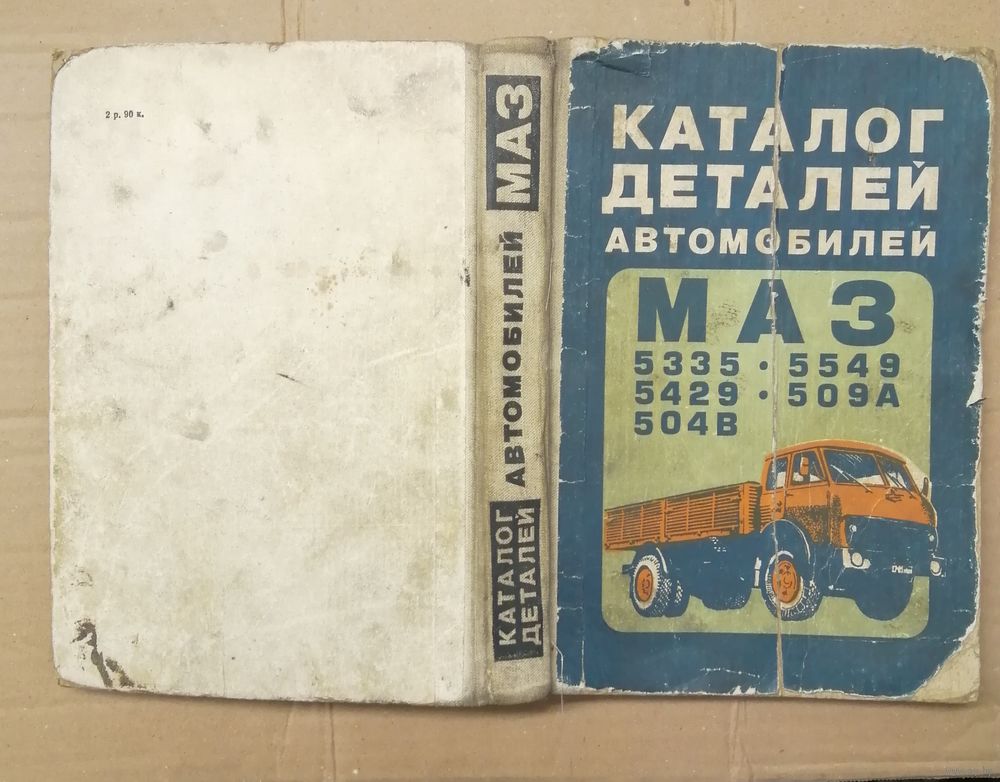 2 р. 90 к.
КАТАЛОГ
ДЕТАЛЕЙ
АВТОМОБИЛЕЙ
МАЗ
КАТАЛОГ
ДЕТАЛЕЙ
АВТОМОБИЛЕЙ
МАЗ
5335 · 5549
5429 · 509А
504В